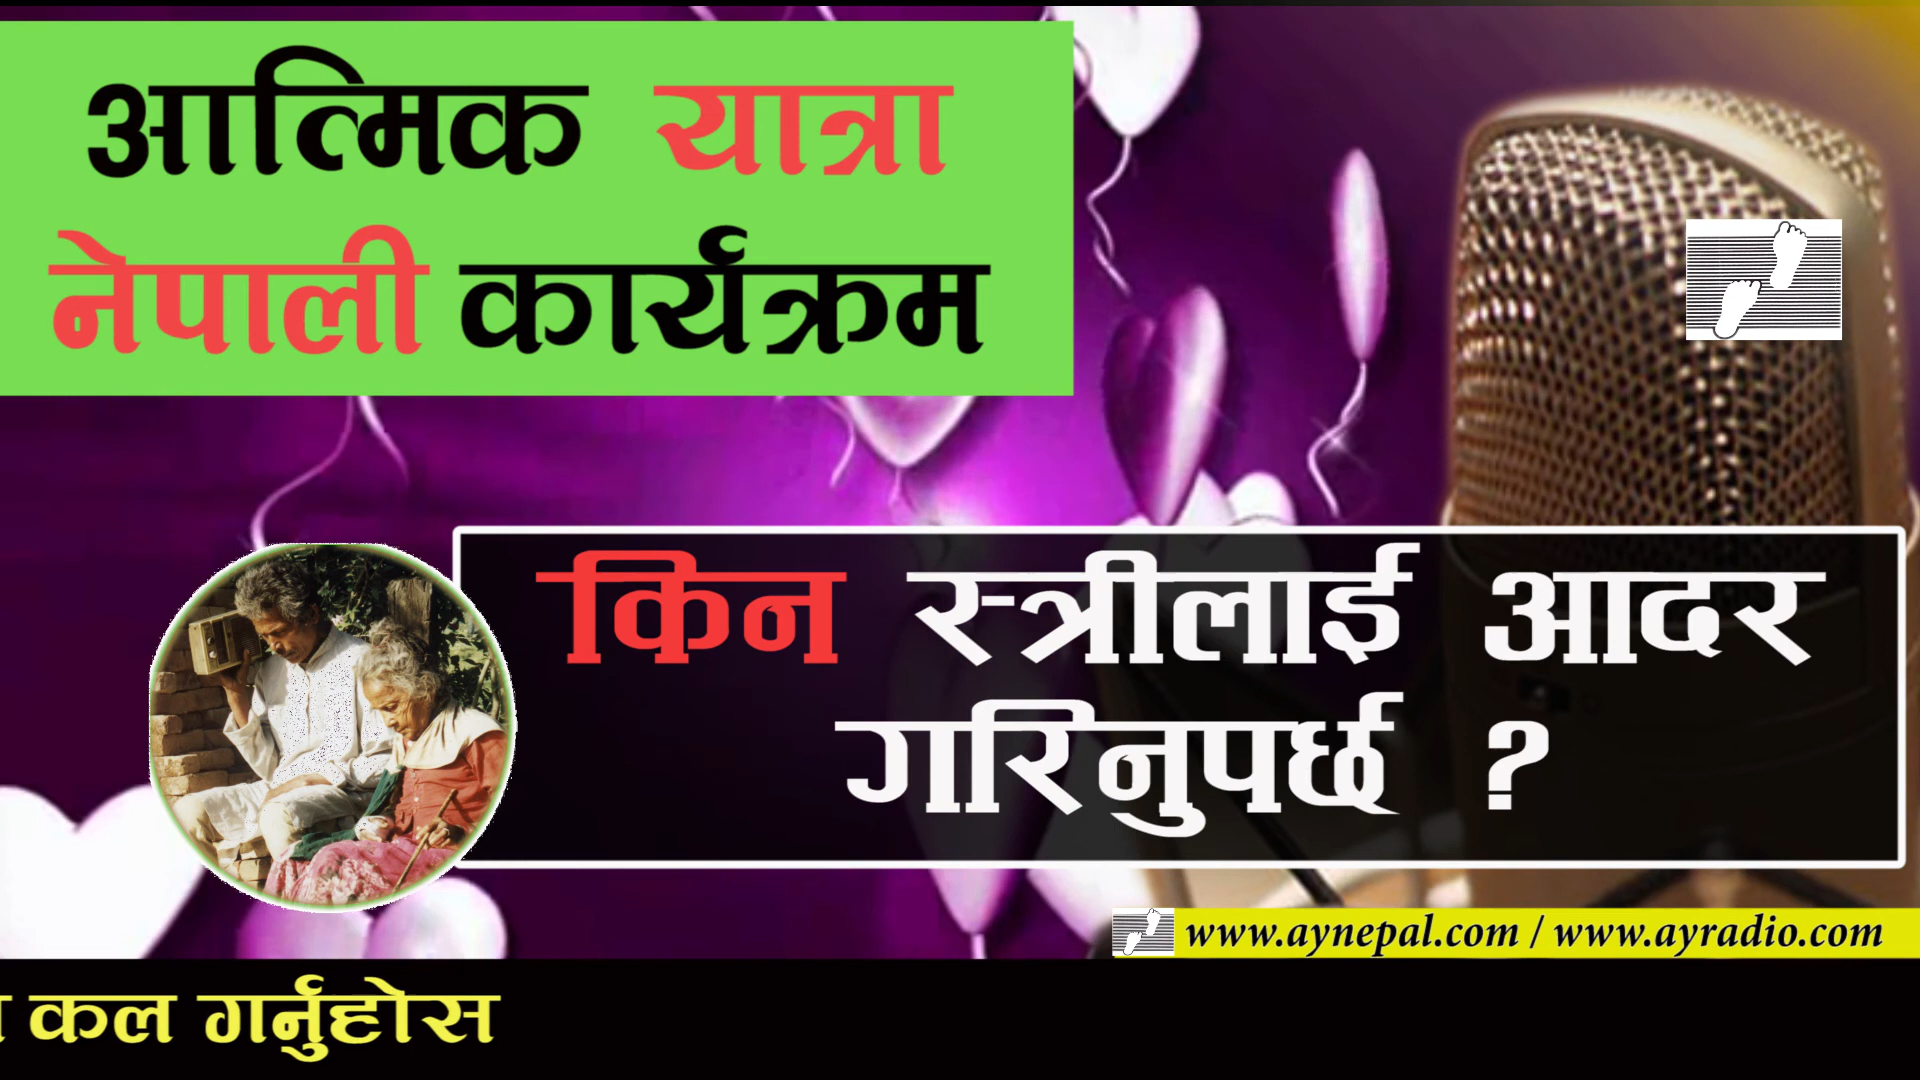 आत्मिक यात्रा
नेपाली कार्यक्रम
किन स्त्रीलाई आदर
गरिनुपर्छ ?
www.aynepal.com / www.ayradio.com
कल गर्नुहोस